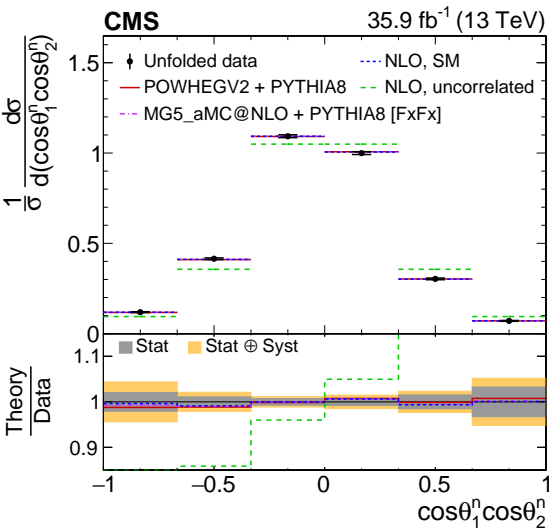 CMS 35.9 fb⁻¹ (13 TeV)
1/σ dσ/d(cosθ₁ⁿcosθ₂ⁿ)
Unfolded data
NLO, SM
POWHEGV2 + PYTHIA8
NLO, uncorrelated
MG5_aMC@NLO + PYTHIA8 [FxFx]
1.5
1
0.5
0
Stat
Stat ⊕ Syst
Theory/Data
1.1
1
0.9
−1 −0.5 0 0.5 1
cosθ₁ⁿcosθ₂ⁿ